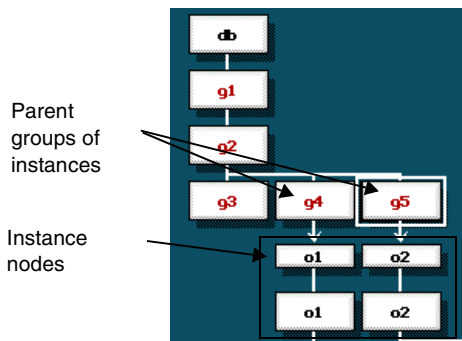 db
g1
Parent
groups of
instances
g2
g3 g4 g5
Instance
nodes
o1 o2
o1 o2